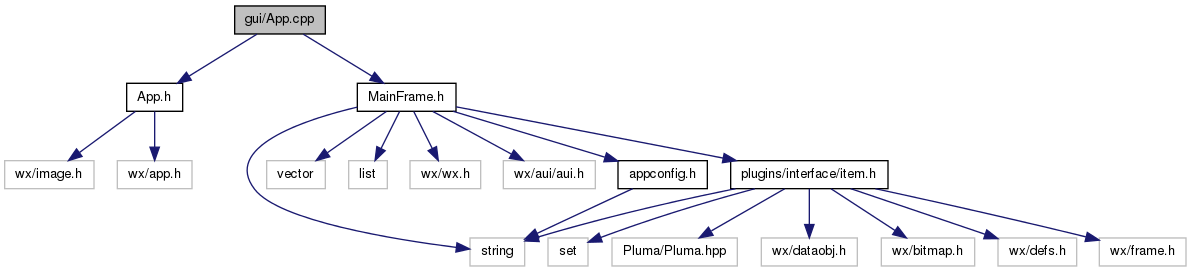 gui/App.cpp
App.h
MainFrame.h
wx/image.h
wx/app.h
vector
list
wx/wx.h
wx/aui/aui.h
appconfig.h
plugins/interface/item.h
string
set
Pluma/Pluma.hpp
wx/dataobj.h
wx/bitmap.h
wx/defs.h
wx/frame.h